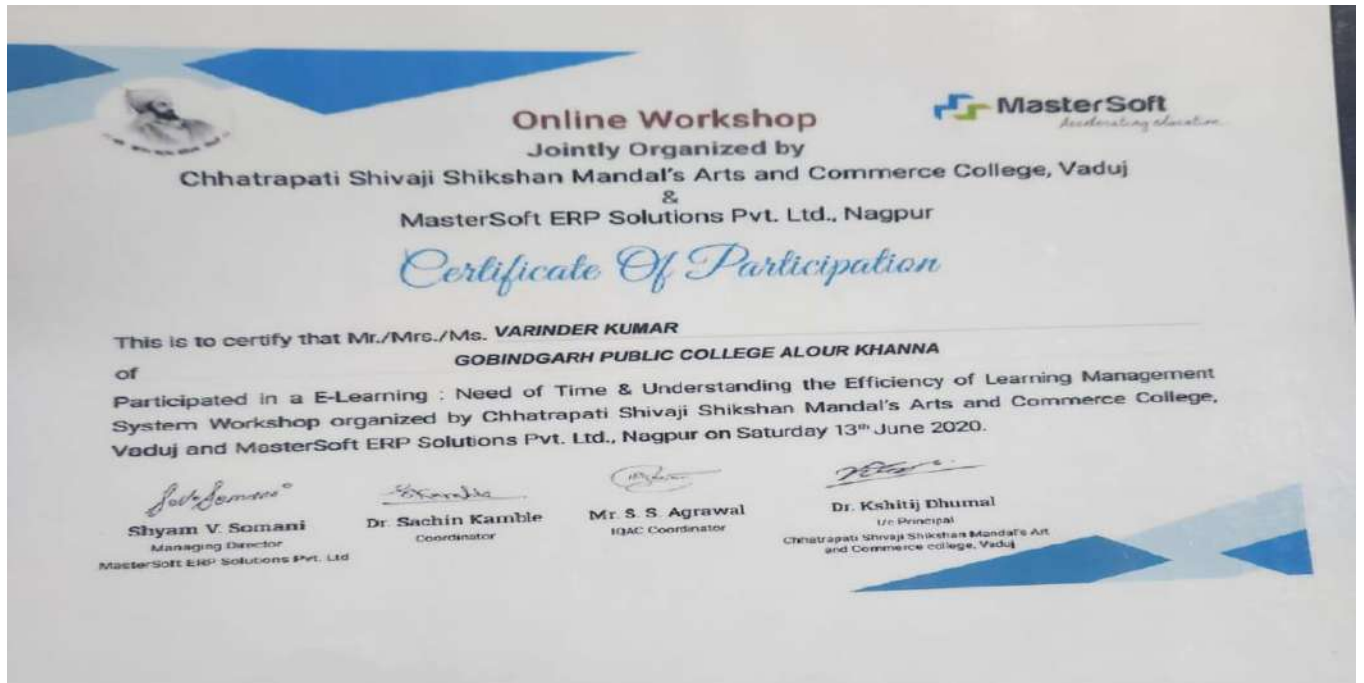 MasterSoft
Accelerating education
Online Workshop
Jointly Organized by
Chhatrapati Shivaji Shikshan Mandal's Arts and Commerce College, Vaduj
&
MasterSoft ERP Solutions Pvt. Ltd., Nagpur
Certificate Of Participation
This is to certify that Mr./Mrs./Ms. VARINDER KUMAR
of GOBINDGARH PUBLIC COLLEGE ALOUR KHANNA
Participated in a E-Learning : Need of Time & Understanding the Efficiency of Learning Management
System Workshop organized by Chhatrapati Shivaji Shikshan Mandal's Arts and Commerce College,
Vaduj and MasterSoft ERP Solutions Pvt. Ltd., Nagpur on Saturday 13th June 2020.
Shyam V. Somani
Managing Director
MasterSoft ERP Solutions Pvt. Ltd
Dr. Sachin Kamble
Coordinator
Mr. S. S. Agrawal
IQAC Coordinator
Dr. Kshitij Dhumal
I/c Principal
Chhatrapati Shivaji Shikshan Mandal's Art
and Commerce college, Vaduj